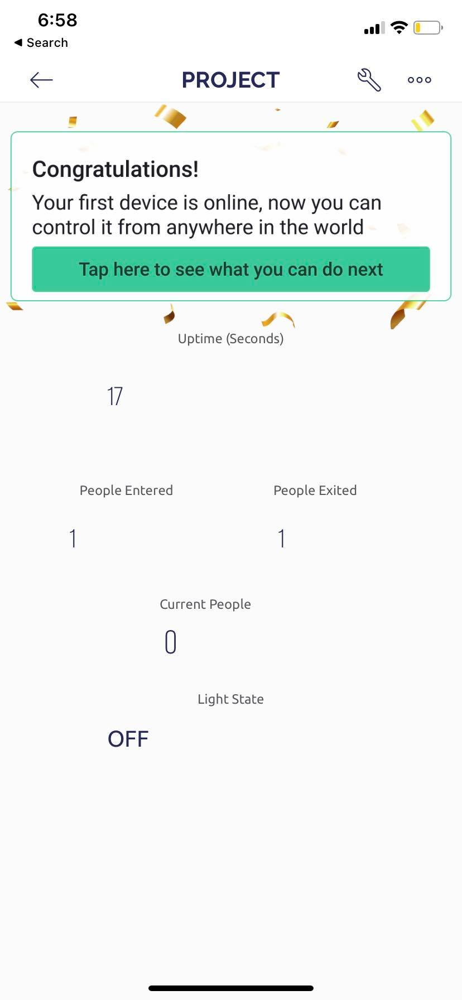 6:58
Search
PROJECT
Congratulations!
Your first device is online, now you can
control it from anywhere in the world
Tap here to see what you can do next
Uptime (Seconds)
17
People Entered
People Exited
1
1
Current People
0
Light State
OFF